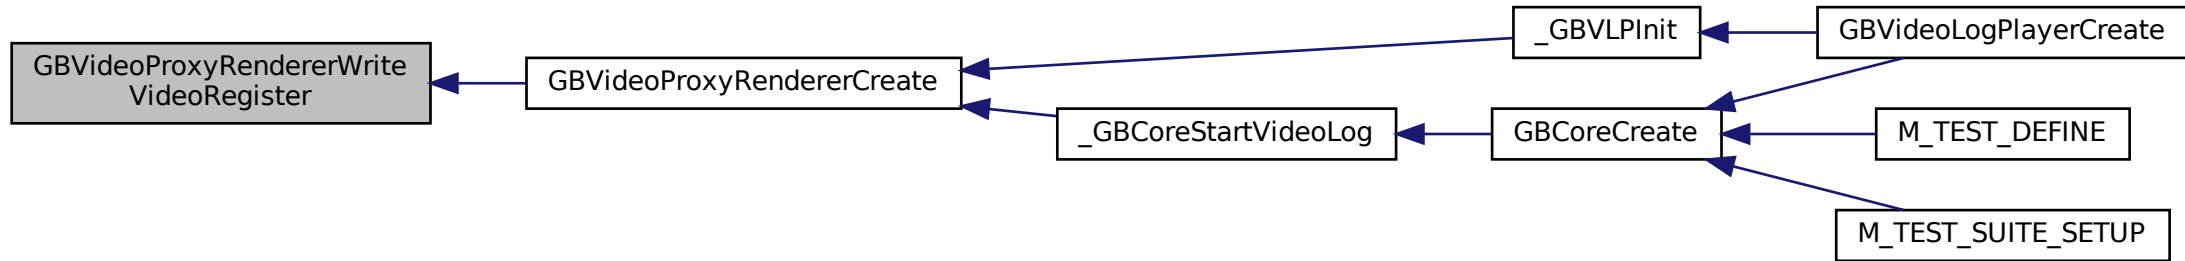 GBVideoProxyRendererWrite
VideoRegister
GBVideoProxyRendererCreate
_GBVLPInit
GBVideoLogPlayerCreate
_GBCoreStartVideoLog
GBCoreCreate
M_TEST_DEFINE
M_TEST_SUITE_SETUP